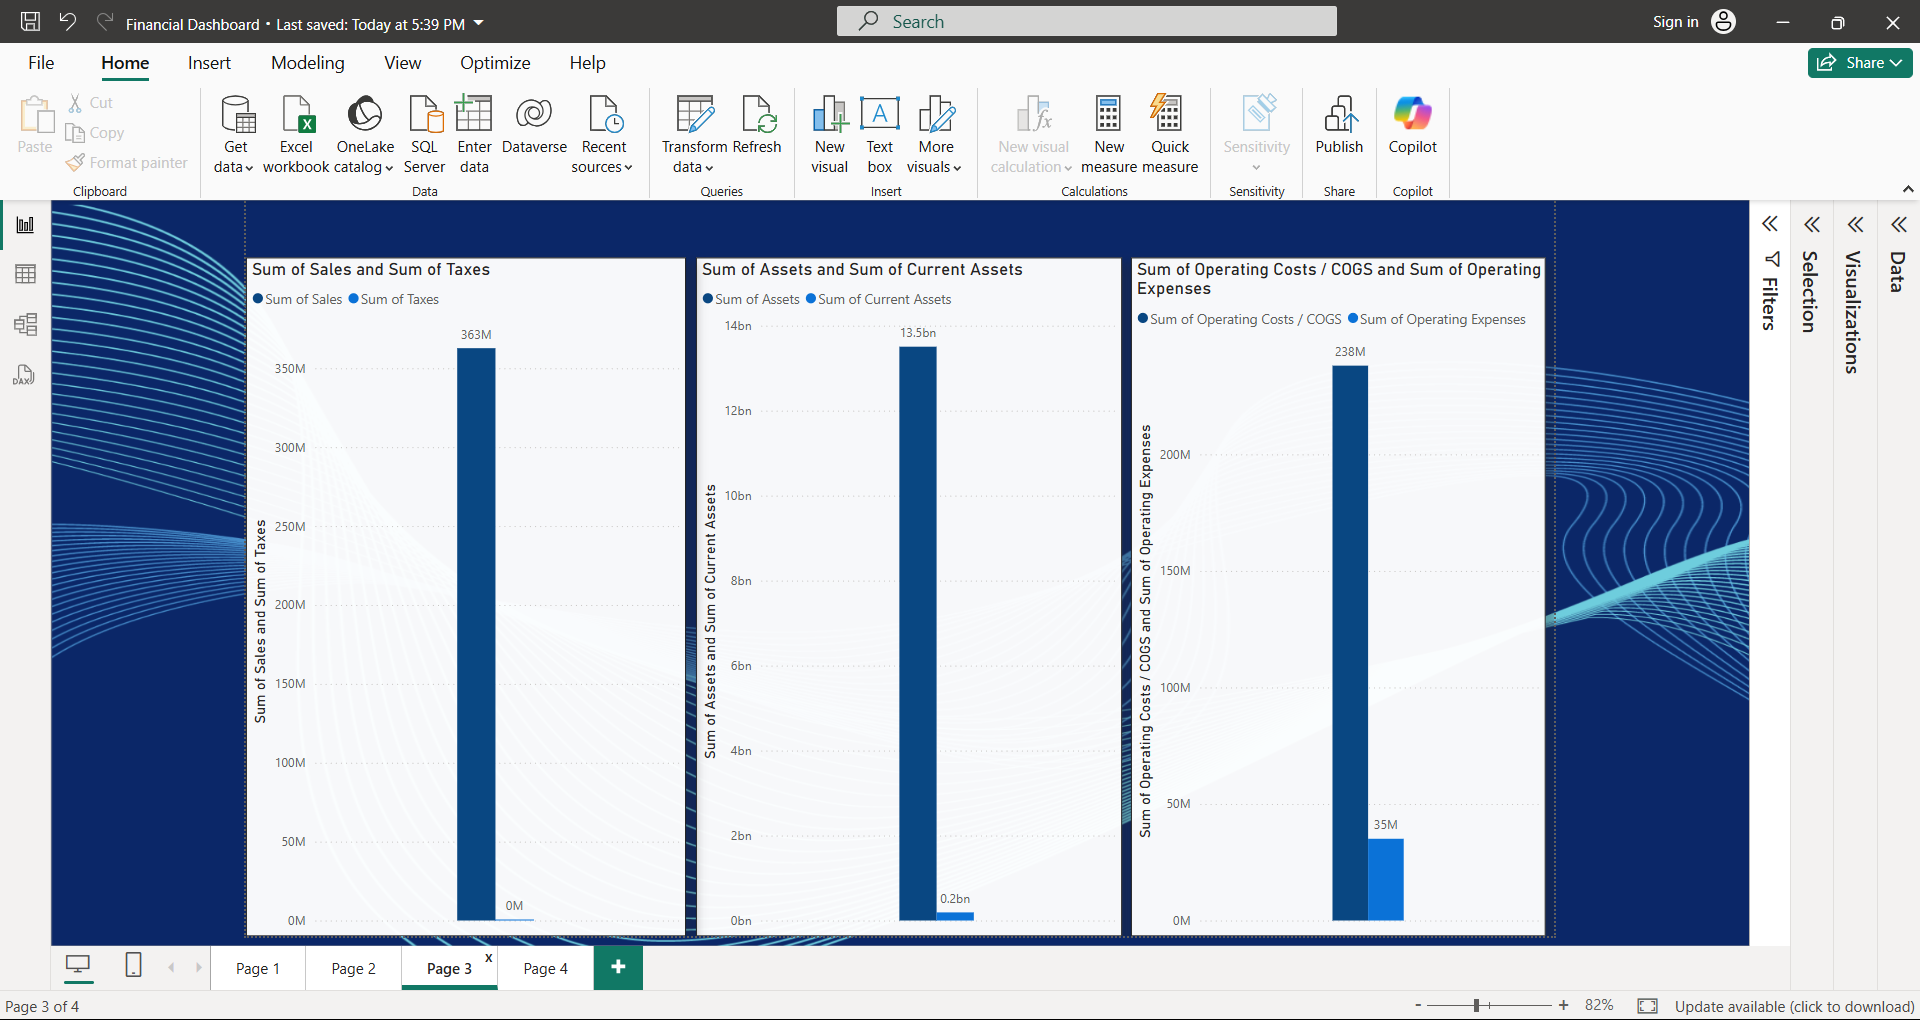 Financial Dashboard • Last saved: Today at 5:39 PM
Search
Sign in
File Home Insert Modeling View Optimize Help
Share
Paste
Cut
Copy
Format painter
Clipboard
Get data
Excel workbook
OneLake catalog
SQL Server
Enter data
Dataverse
Recent sources
Data
Transform data
Refresh
Queries
New visual
Text box
More visuals
Insert
New visual calculation
New measure
Quick measure
Calculations
Sensitivity
Sensitivity
Publish
Share
Copilot
Copilot
DAX
Sum of Sales and Sum of Taxes
Sum of Sales Sum of Taxes
Sum of Sales and Sum of Taxes
350M
300M
250M
200M
150M
100M
50M
0M
363M
0M
Sum of Assets and Sum of Current Assets
Sum of Assets Sum of Current Assets
Sum of Assets and Sum of Current Assets
14bn
12bn
10bn
8bn
6bn
4bn
2bn
0bn
13.5bn
0.2bn
Sum of Operating Costs / COGS and Sum of Operating
Expenses
Sum of Operating Costs / COGS Sum of Operating Expenses
Sum of Operating Costs / COGS and Sum of Operating Expenses
200M
150M
100M
50M
0M
238M
35M
Filters
Selection
Visualizations
Data
Page 1
Page 2
Page 3 x
Page 4
+
Page 3 of 4
- + 82%
Update available (click to download)